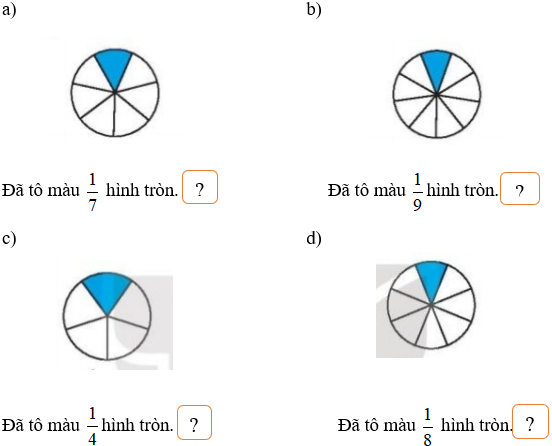 a) b)
Đã tô màu 1/7 hình tròn. ? Đã tô màu 1/9 hình tròn. ?
c) d)
Đã tô màu 1/4 hình tròn. ? Đã tô màu 1/8 hình tròn. ?